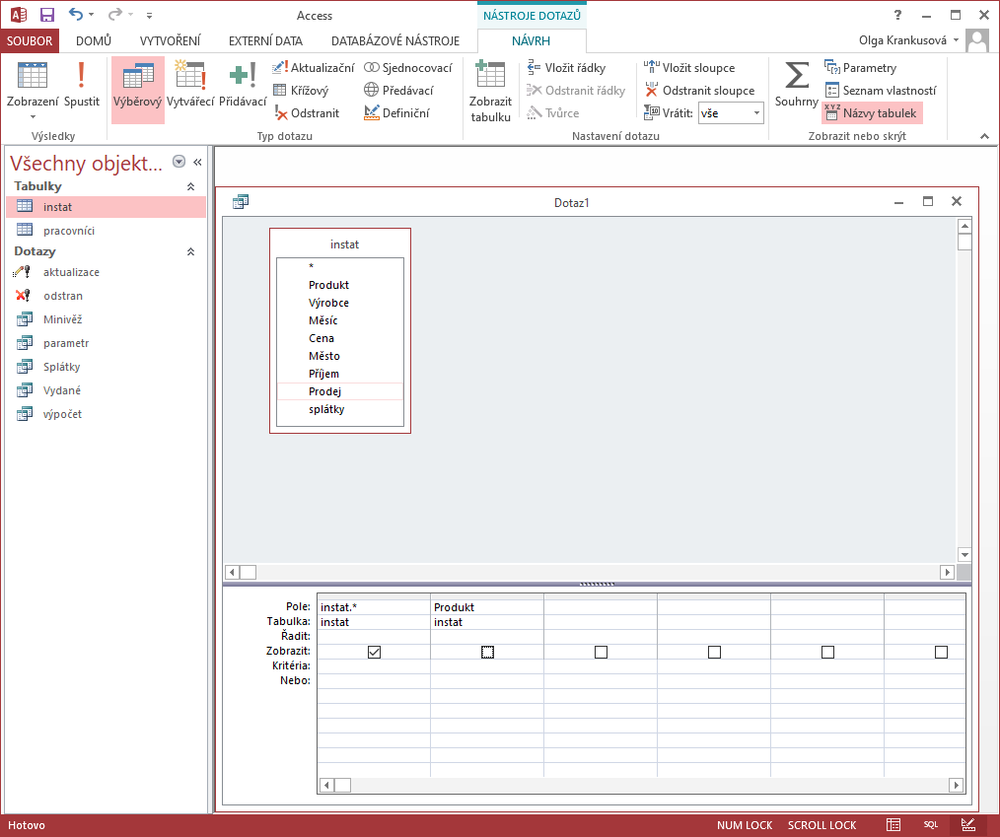 Access
NÁSTROJE DOTAZŮ
?
SOUBOR DOMŮ VYTVOŘENÍ EXTERNÍ DATA DATABÁZOVÉ NÁSTROJE NÁVRH Olga Krankusová
Zobrazení
Spustit
Výsledky
Výběrový
Vytvářecí
Přidávací
Aktualizační
Křížový
Odstranit
Sjednocovací
Předávací
Definiční
Typ dotazu
Zobrazit
tabulku
Vložit řádky
Odstranit řádky
Tvůrce
Vložit sloupce
Odstranit sloupce
Vrátit: vše
Nastavení dotazu
Souhrny
Parametry
Seznam vlastností
XYZ Názvy tabulek
Zobrazit nebo skrýt
Všechny objekt...
Tabulky
instat
pracovníci
Dotazy
aktualizace
odstran
Minivěž
parametr
Splátky
Vydané
výpočet
Dotaz1
instat
*
Produkt
Výrobce
Měsíc
Cena
Město
Příjem
Prodej
splátky
Pole: instat.* Produkt
Tabulka: instat instat
Řadit:
Zobrazit:
Kritéria:
Nebo:
Hotovo NUM LOCK SCROLL LOCK SQL